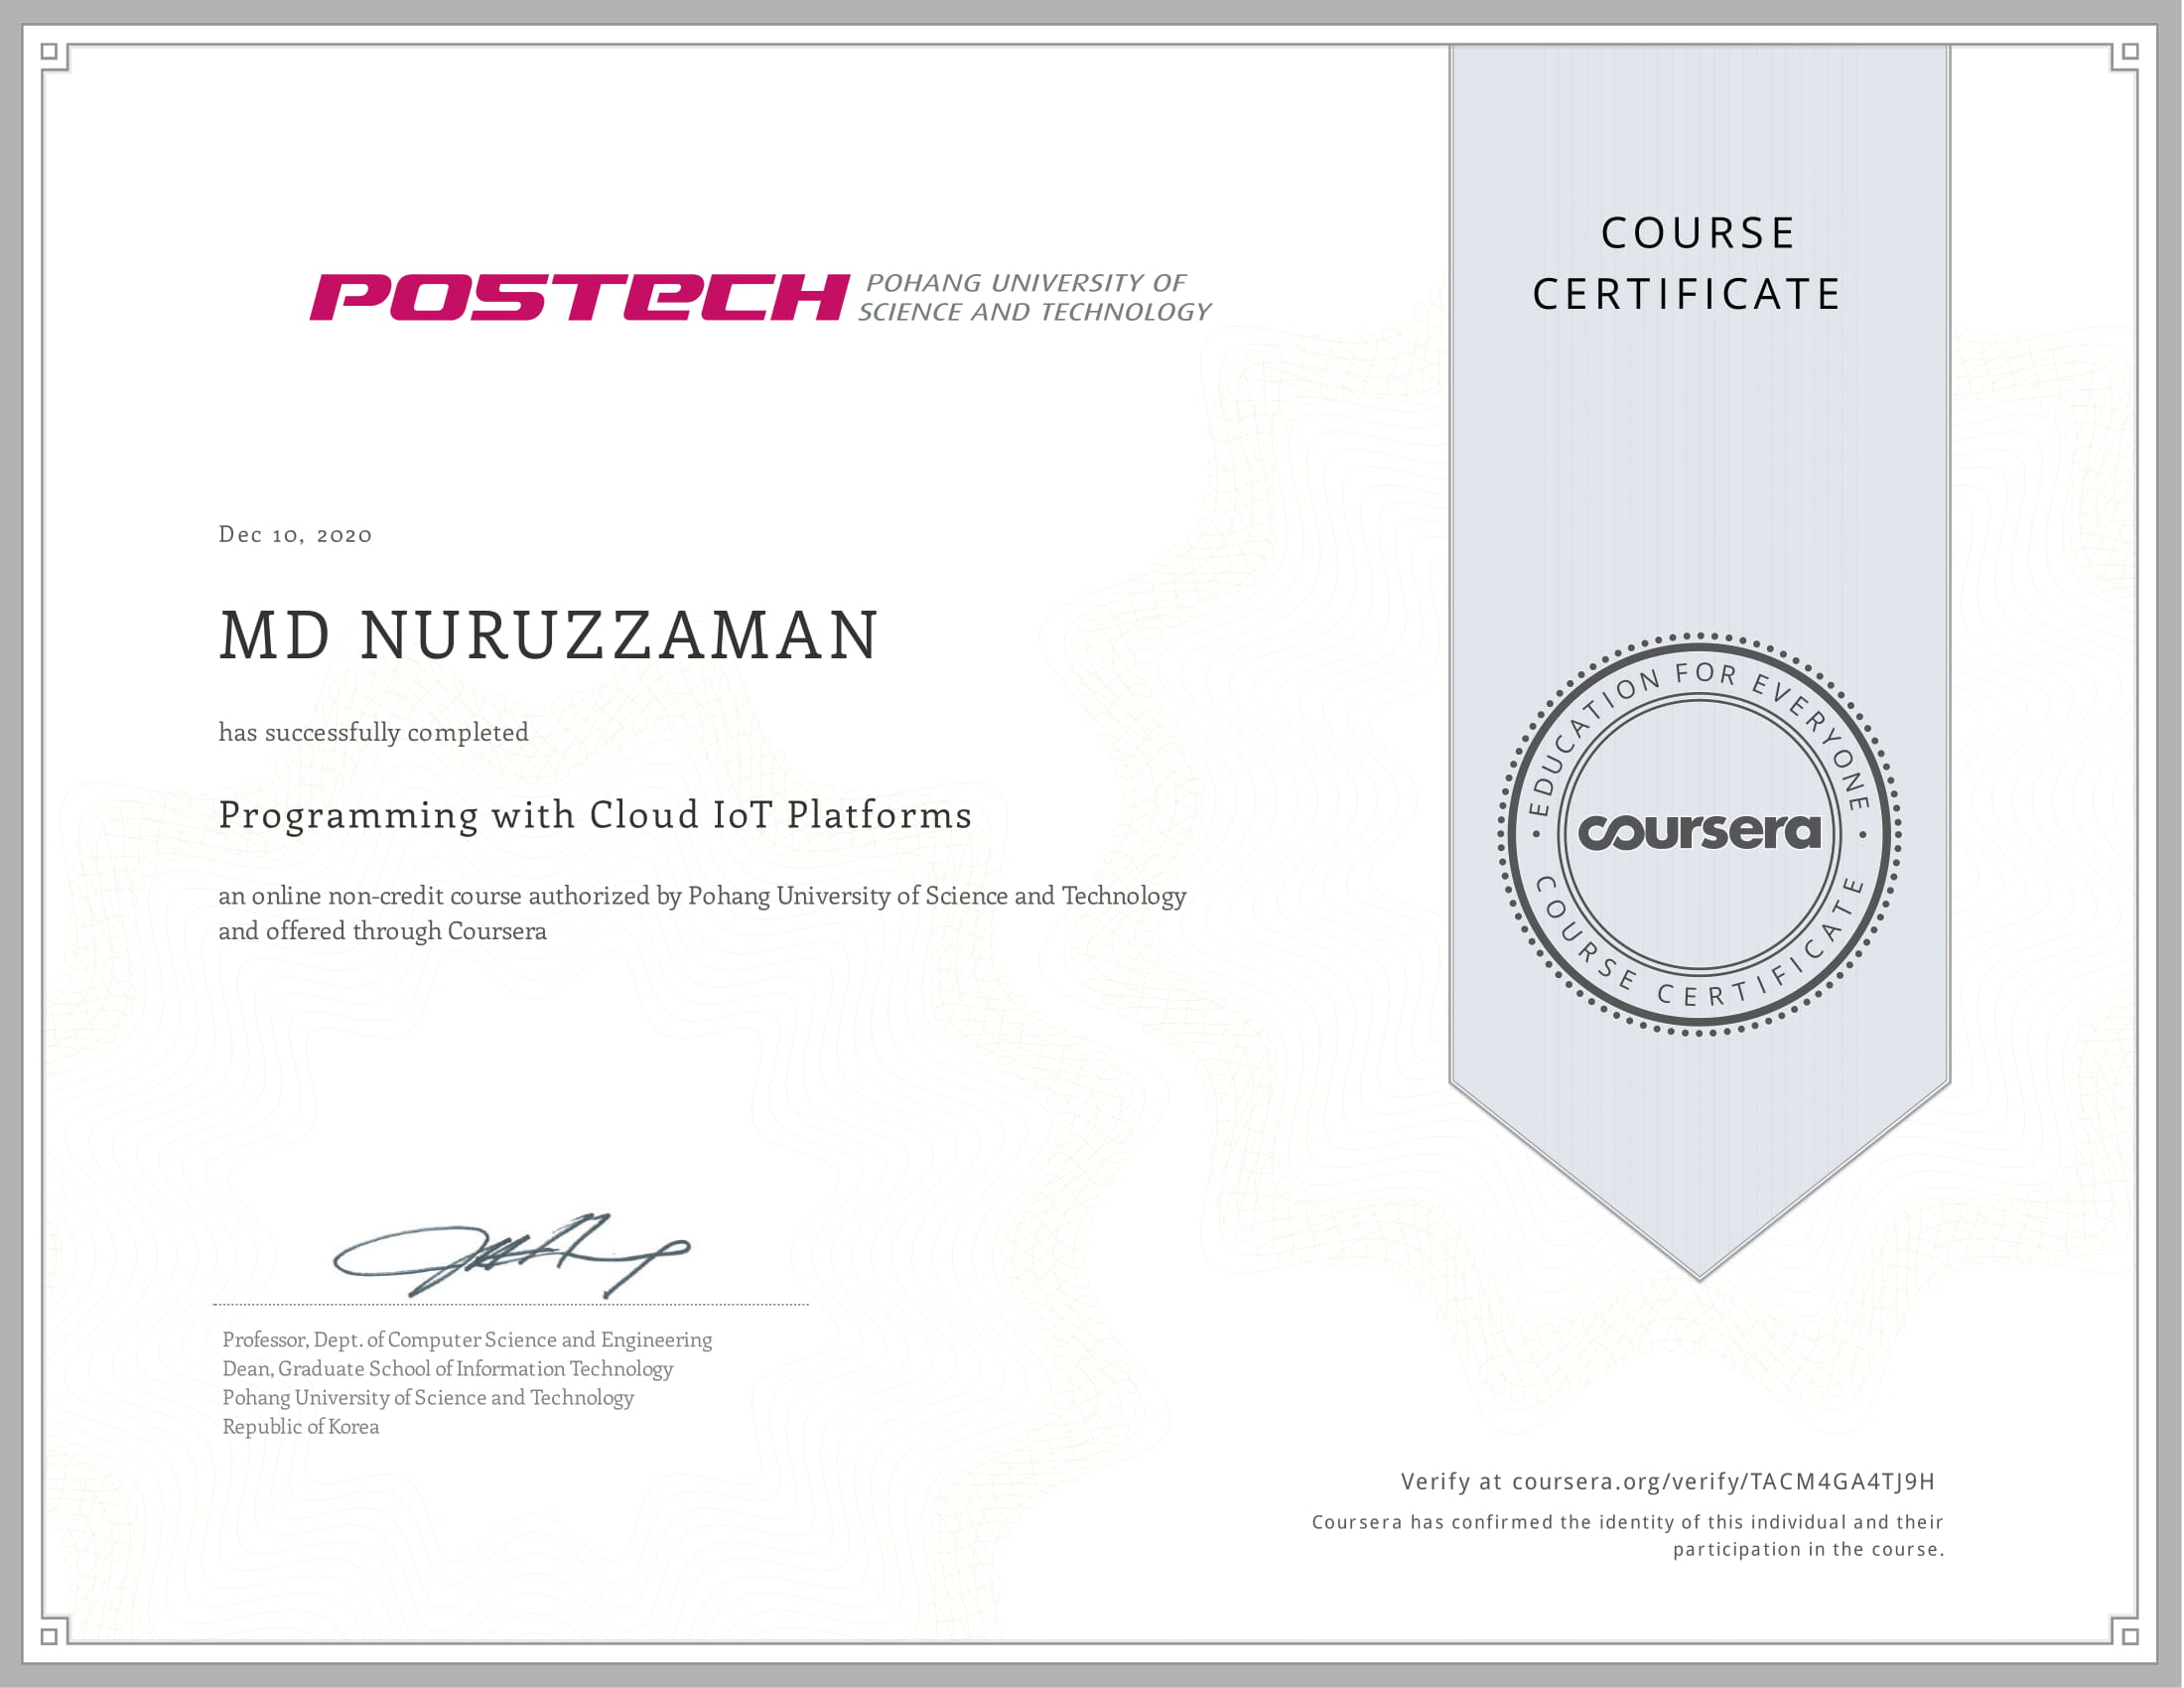 POSTECH POHANG UNIVERSITY OF
SCIENCE AND TECHNOLOGY
COURSE
CERTIFICATE
Dec 10, 2020
MD NURUZZAMAN
has successfully completed
Programming with Cloud IoT Platforms
an online non-credit course authorized by Pohang University of Science and Technology
and offered through Coursera
EDUCATION FOR EVERYONE
coursera
COURSE CERTIFICATE
Professor, Dept. of Computer Science and Engineering
Dean, Graduate School of Information Technology
Pohang University of Science and Technology
Republic of Korea
Verify at coursera.org/verify/TACM4GA4TJ9H
Coursera has confirmed the identity of this individual and their
participation in the course.